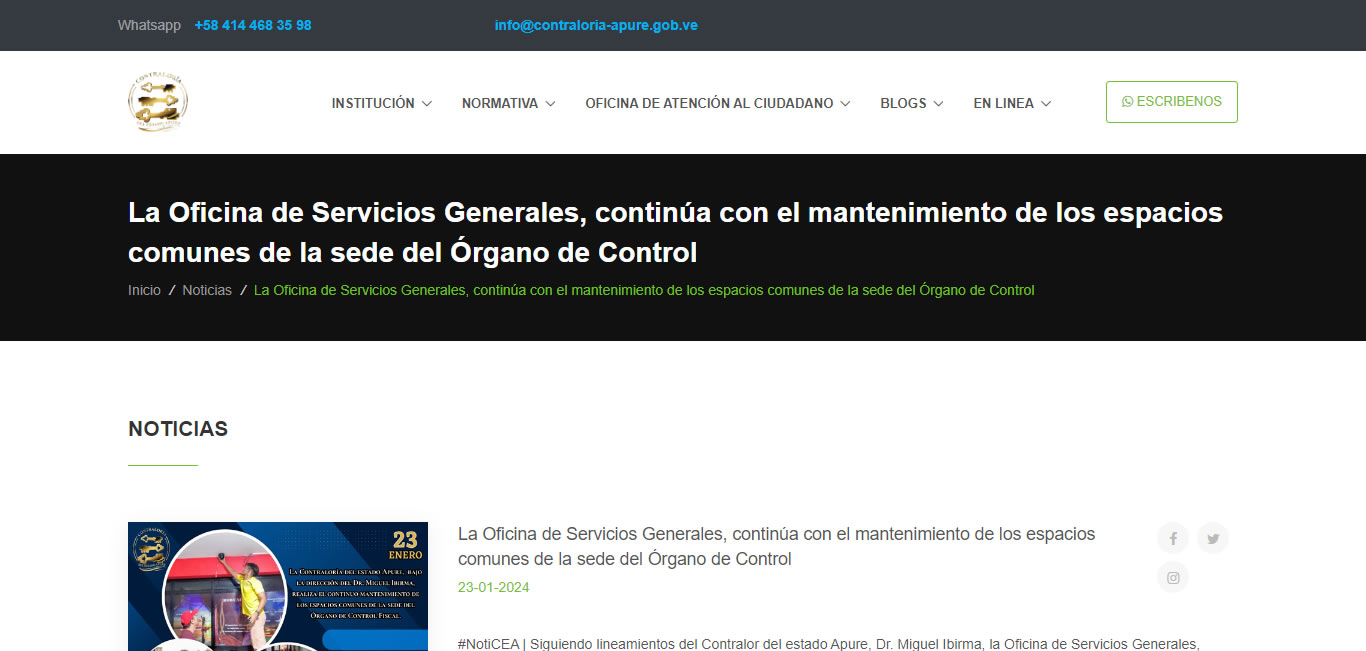 Whatsapp +58 414 468 35 98 info@contraloria-apure.gob.ve
CONTRALORÍA
INSTITUCIÓN NORMATIVA OFICINA DE ATENCIÓN AL CIUDADANO BLOGS EN LINEA ESCRIBENOS
La Oficina de Servicios Generales, continúa con el mantenimiento de los espacios
comunes de la sede del Órgano de Control
Inicio / Noticias / La Oficina de Servicios Generales, continúa con el mantenimiento de los espacios comunes de la sede del Órgano de Control
NOTICIAS
23
ENERO
La Contraloría del estado Apure, bajo
la dirección del Dr. Miguel Ibirma,
realiza el continuo mantenimiento de
los espacios comunes de la sede del
Órgano de Control Fiscal.
La Oficina de Servicios Generales, continúa con el mantenimiento de los espacios
comunes de la sede del Órgano de Control
23-01-2024
#NotiCEA | Siguiendo lineamientos del Contralor del estado Apure, Dr. Miguel Ibirma, la Oficina de Servicios Generales,